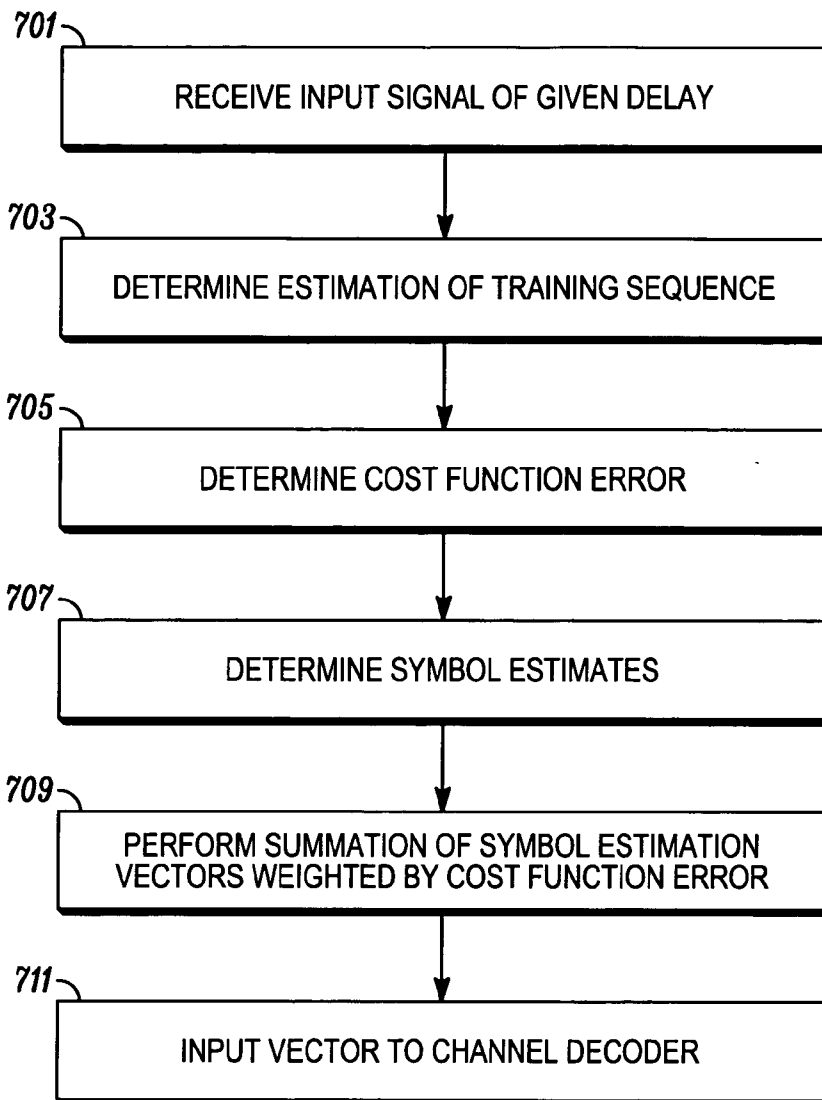 701
RECEIVE INPUT SIGNAL OF GIVEN DELAY
703
DETERMINE ESTIMATION OF TRAINING SEQUENCE
705
DETERMINE COST FUNCTION ERROR
707
DETERMINE SYMBOL ESTIMATES
709
PERFORM SUMMATION OF SYMBOL ESTIMATION
VECTORS WEIGHTED BY COST FUNCTION ERROR
711
INPUT VECTOR TO CHANNEL DECODER